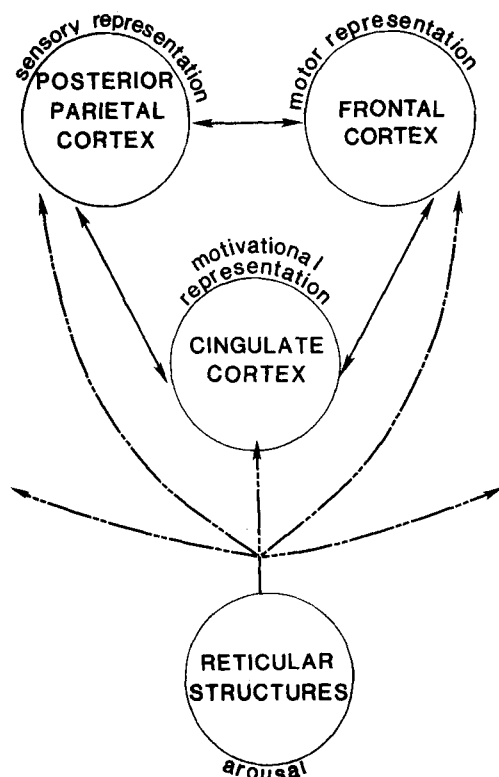 sensory representation
POSTERIOR
PARIETAL
CORTEX
motor representation
FRONTAL
CORTEX
motivational
representation
CINGULATE
CORTEX
RETICULAR
STRUCTURES
arousal